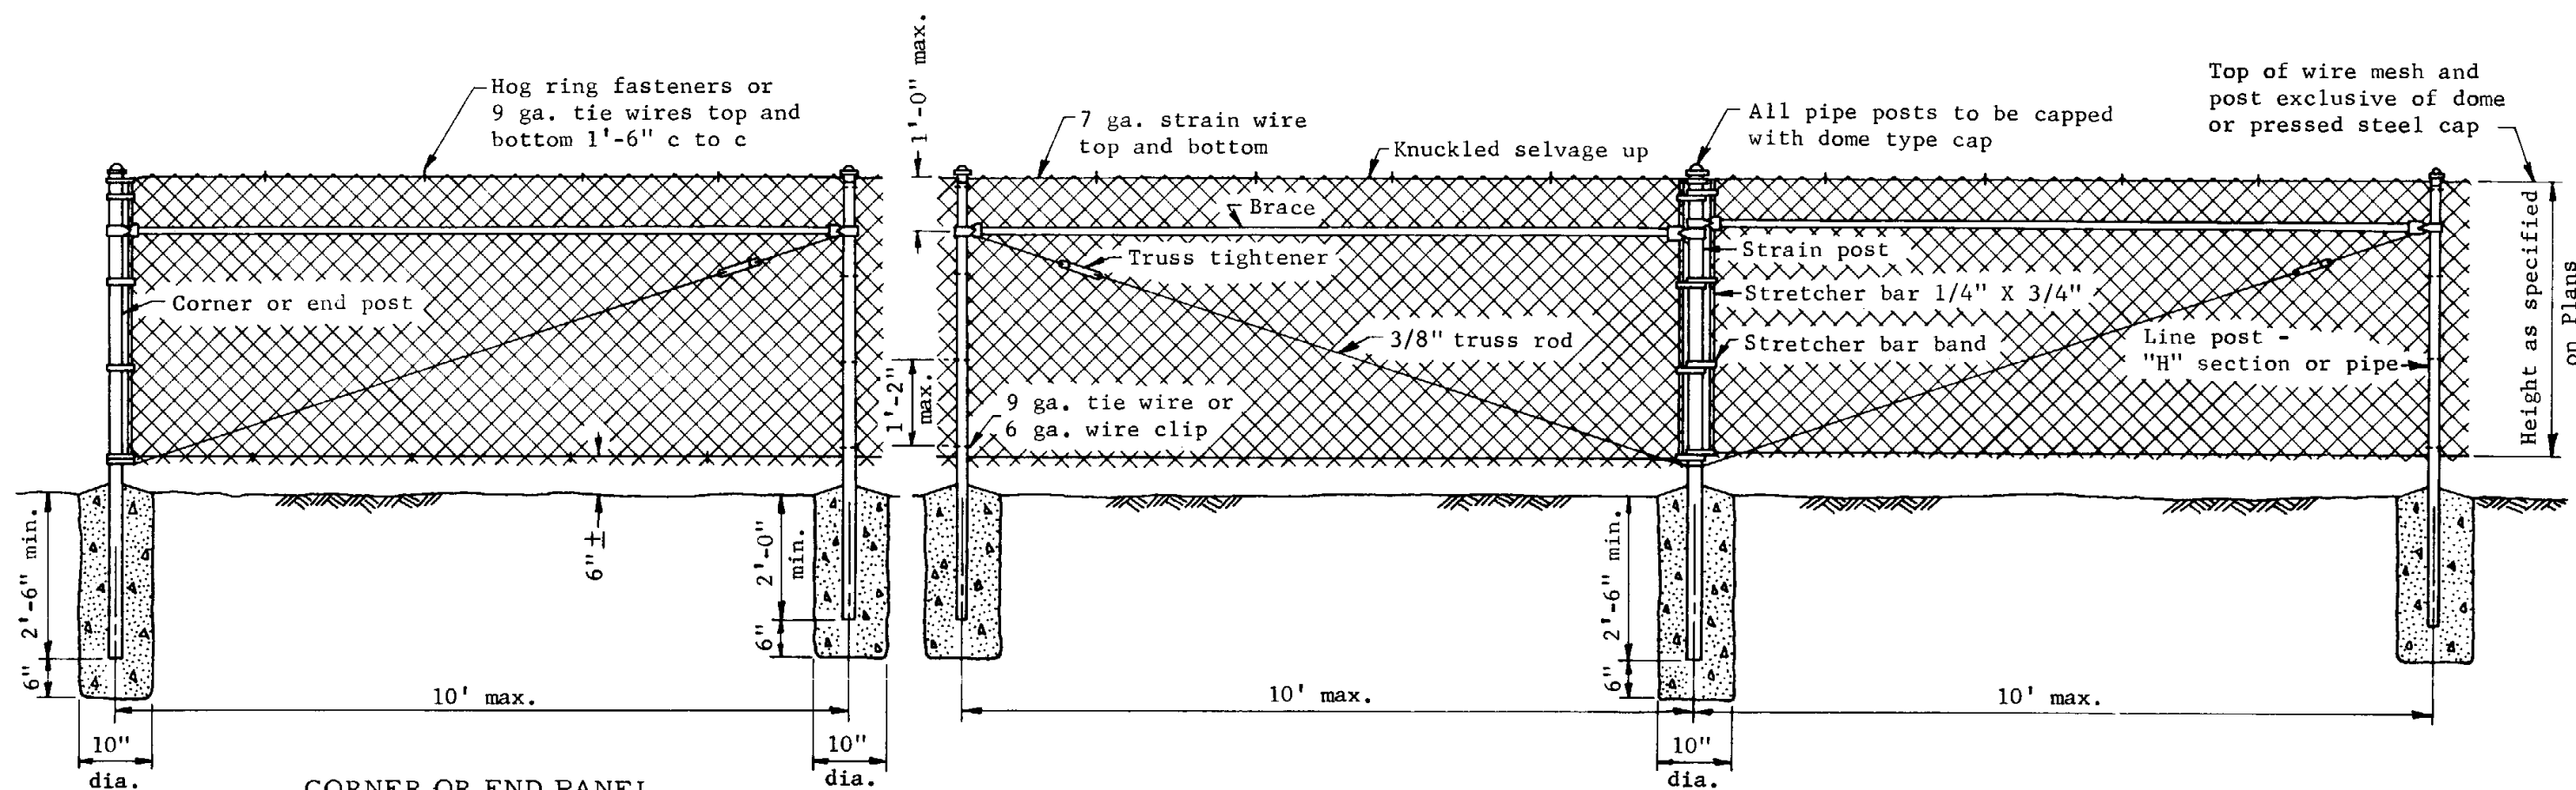 Hog ring fasteners or
9 ga. tie wires top and
bottom 1'-6" c to c
1'-0" max.
7 ga. strain wire
top and bottom
Knuckled selvage up
All pipe posts to be capped
with dome type cap
Top of wire mesh and
post exclusive of dome
or pressed steel cap
Brace
Truss tightener
Strain post
Corner or end post
Stretcher bar 1/4" X 3/4"
3/8" truss rod
Stretcher bar band
Line post -
"H" section or pipe
Height as specified
on Plans
1'-2"
max.
9 ga. tie wire or
6 ga. wire clip
2'-6" min.
6"
6"±
2'-0"
min.
6"
2'-6" min.
6"
10' max.
10' max.
10' max.
10"
dia.
10"
dia.
10"
dia.
CORNER OR END PANEL